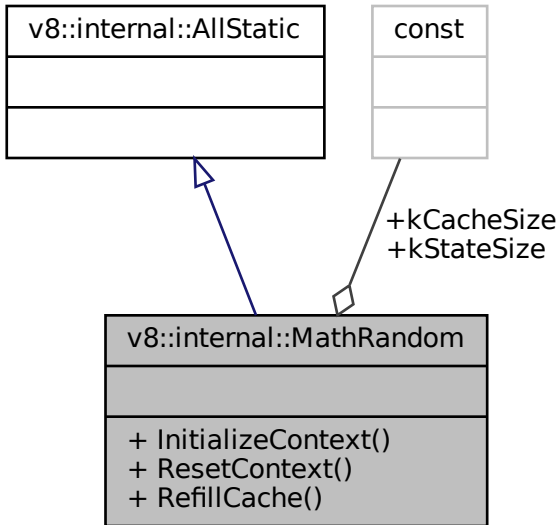 v8::internal::AllStatic
const
+kCacheSize
+kStateSize
v8::internal::MathRandom
+ InitializeContext()
+ ResetContext()
+ RefillCache()